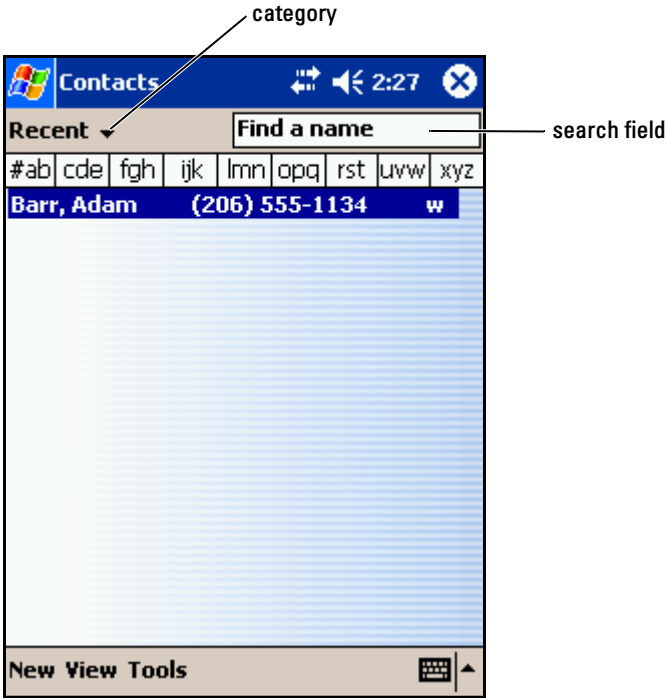 category
Contacts 2:27
Recent Find a name
search field
#ab cde fgh ijk lmn opq rst uvw xyz
Barr, Adam (206) 555-1134 w
New View Tools